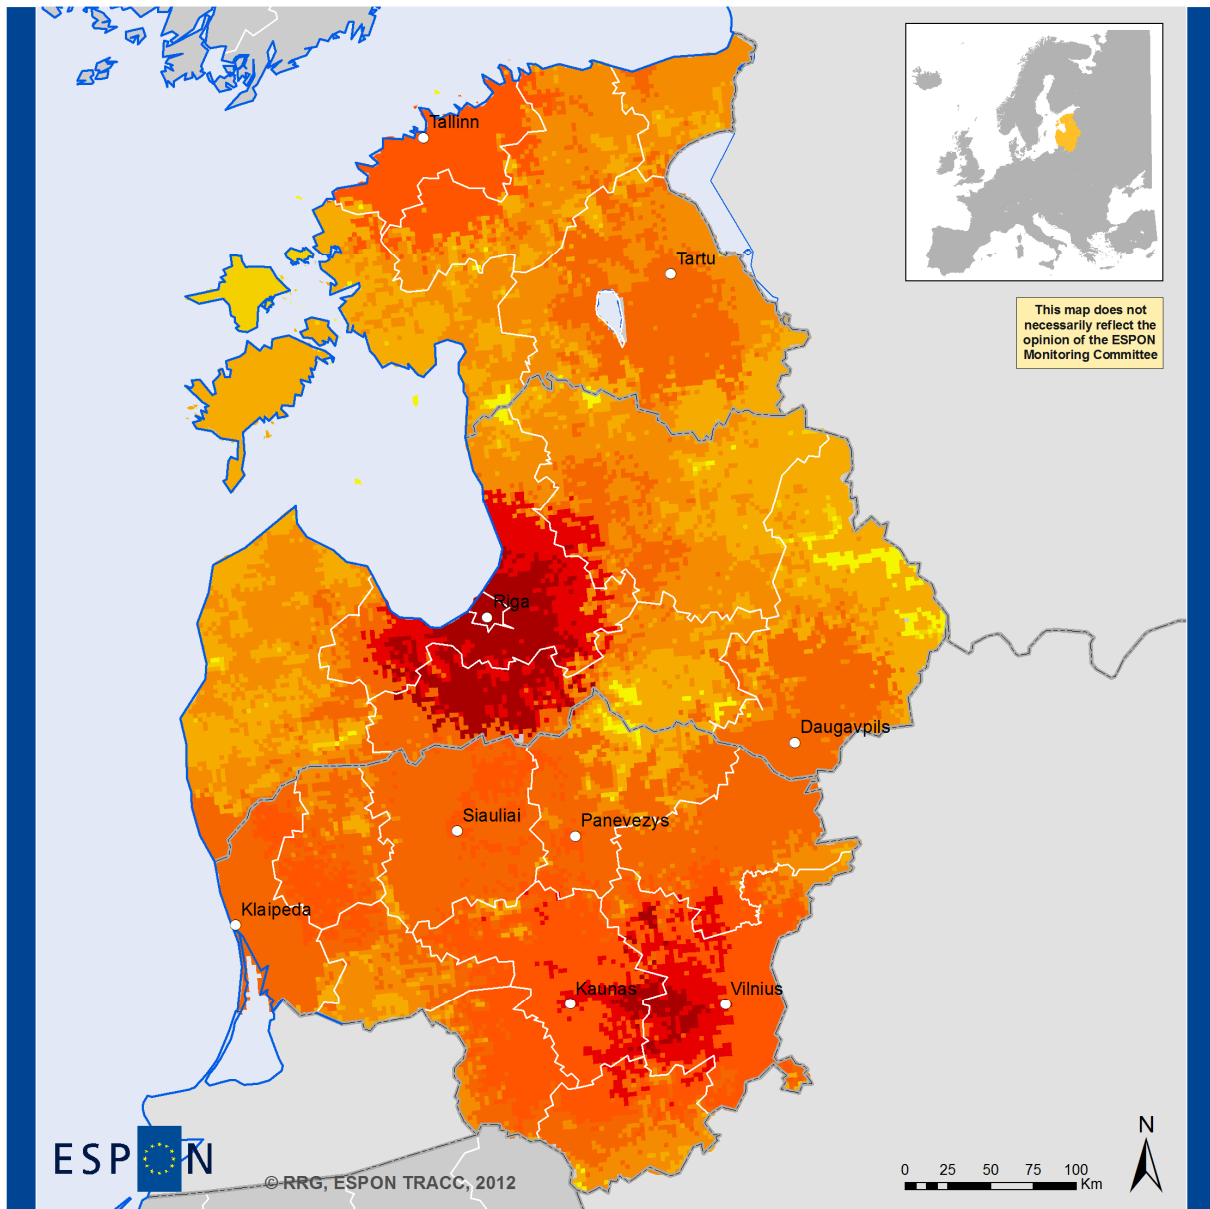 Tallinn
Tartu
This map does not
necessarily reflect the
opinion of the ESPON
Monitoring Committee
Riga
Daugavpils
Siauliai
Panevezys
Klaipeda
Kaunas
Vilnius
N
ESPON
© RRG, ESPON TRACC, 2012
0 25 50 75 100
Km